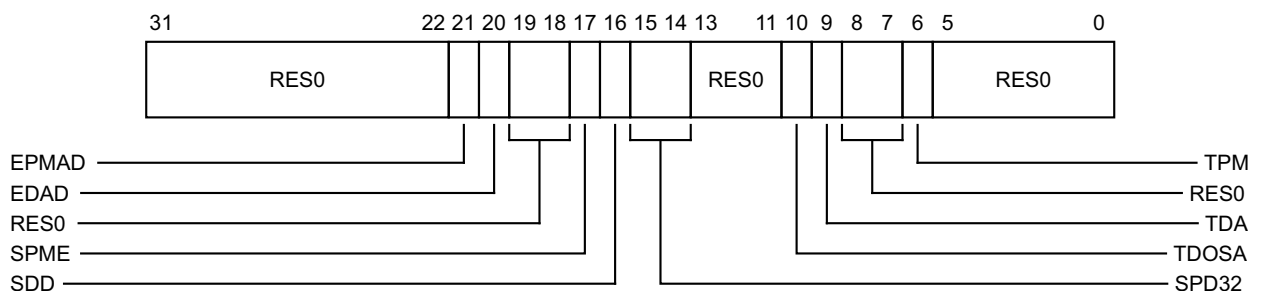 31 22 21 20 19 18 17 16 15 14 13 11 10 9 8 7 6 5 0
RES0 RES0 RES0
EPMAD TPM
EDAD RES0
RES0 TDA
SPME TDOSA
SDD SPD32